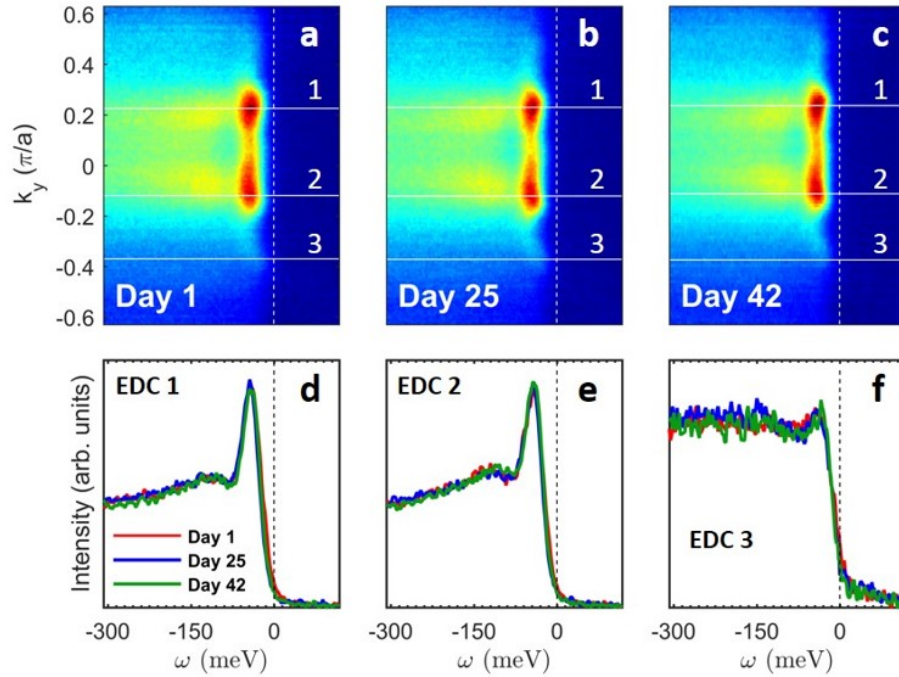 a
b
c
k_y (π/a)
0.6
0.4
0.2
0
-0.2
-0.4
-0.6
1
2
3
Day 1
1
2
3
Day 25
1
2
3
Day 42
Intensity (arb. units)
EDC 1
d
Day 1
Day 25
Day 42
EDC 2
e
EDC 3
f
-300 -150 0
-300 -150 0
-300 -150 0
ω (meV)
ω (meV)
ω (meV)